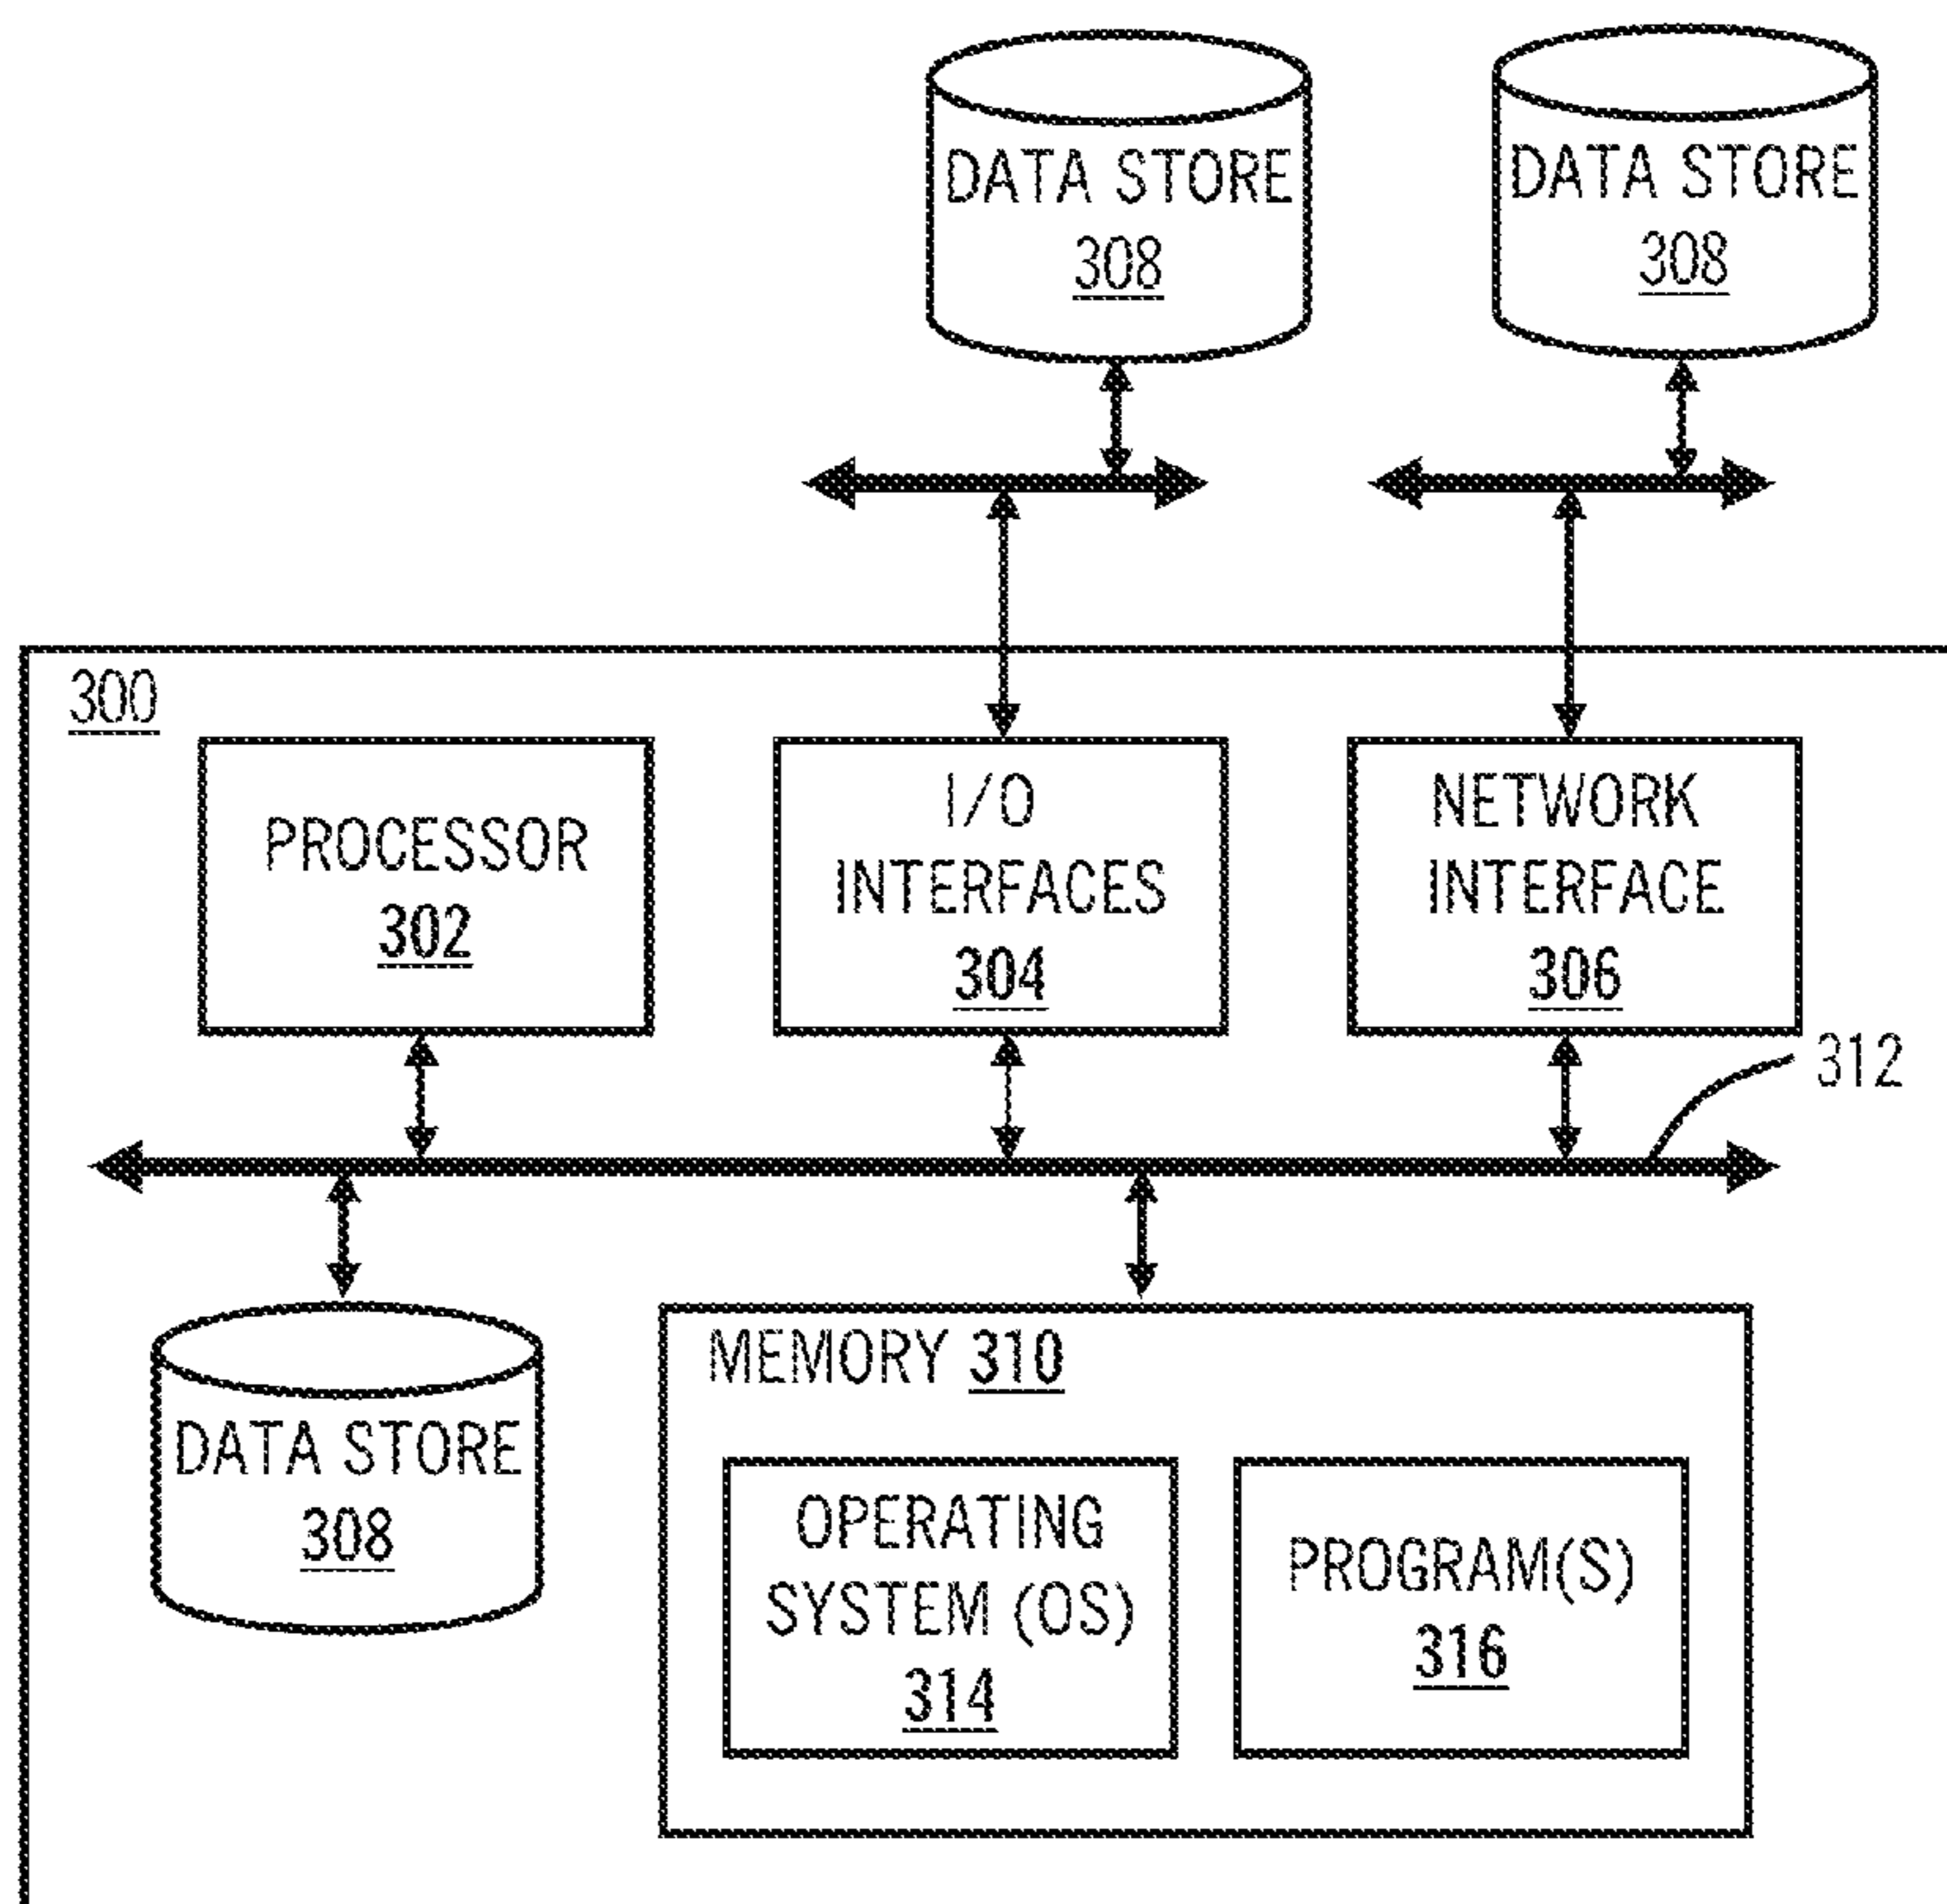 DATA STORE
308
DATA STORE
308
300
PROCESSOR
302
I/O
INTERFACES
304
NETWORK
INTERFACE
306
312
DATA STORE
308
MEMORY 310
OPERATING
SYSTEM (OS)
314
PROGRAM(S)
316